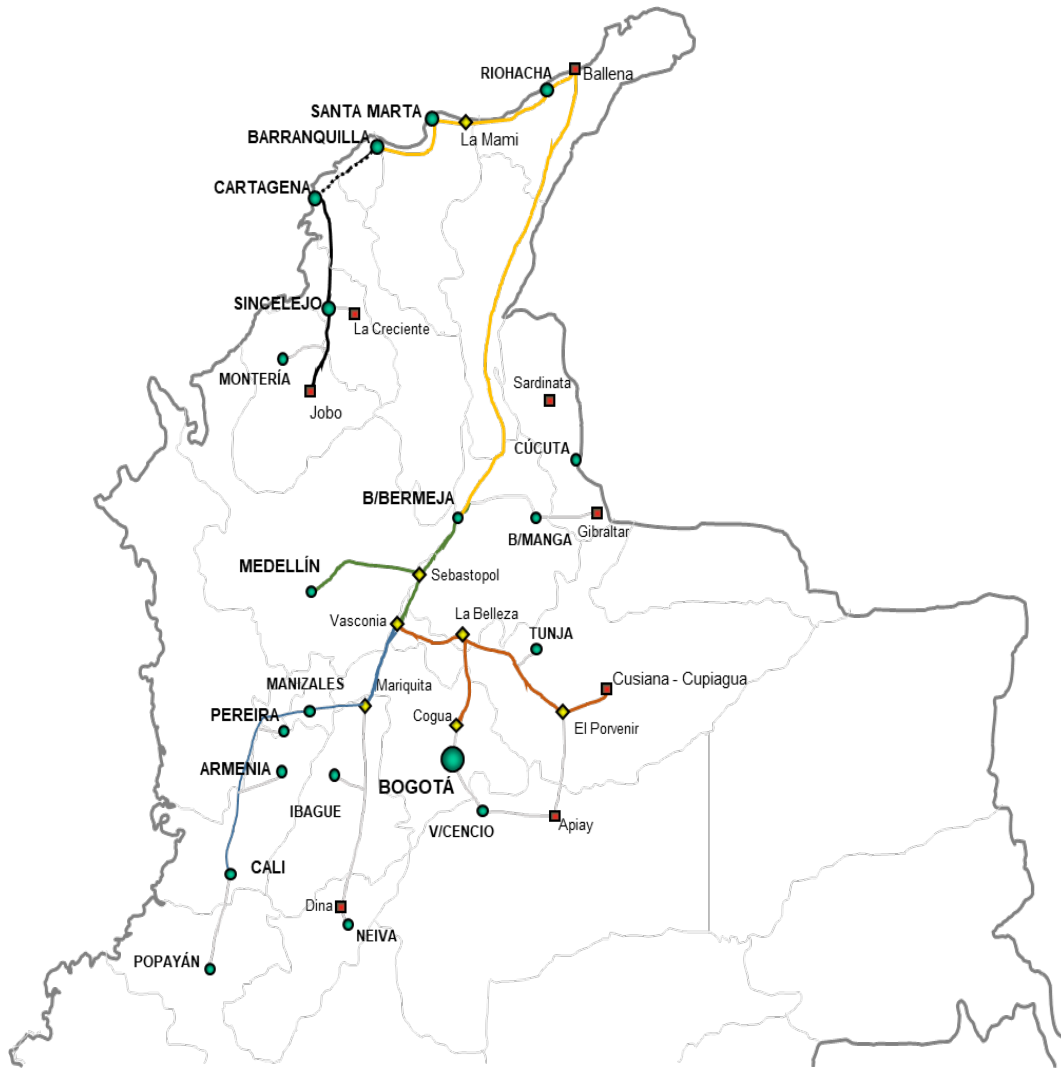 RIOHACHA
Ballena
SANTA MARTA
La Mami
BARRANQUILLA
CARTAGENA
SINCELEJO
La Creciente
MONTERÍA
Jobo
Sardinata
CÚCUTA
B/BERMEJA
B/MANGA
Gibraltar
MEDELLÍN
Sebastopol
Vasconia
La Belleza
TUNJA
MANIZALES
Mariquita
Cusiana - Cupiagua
PEREIRA
Cogua
El Porvenir
ARMENIA
IBAGUE
BOGOTÁ
V/CENCIO
Apiay
CALI
Dina
NEIVA
POPAYÁN